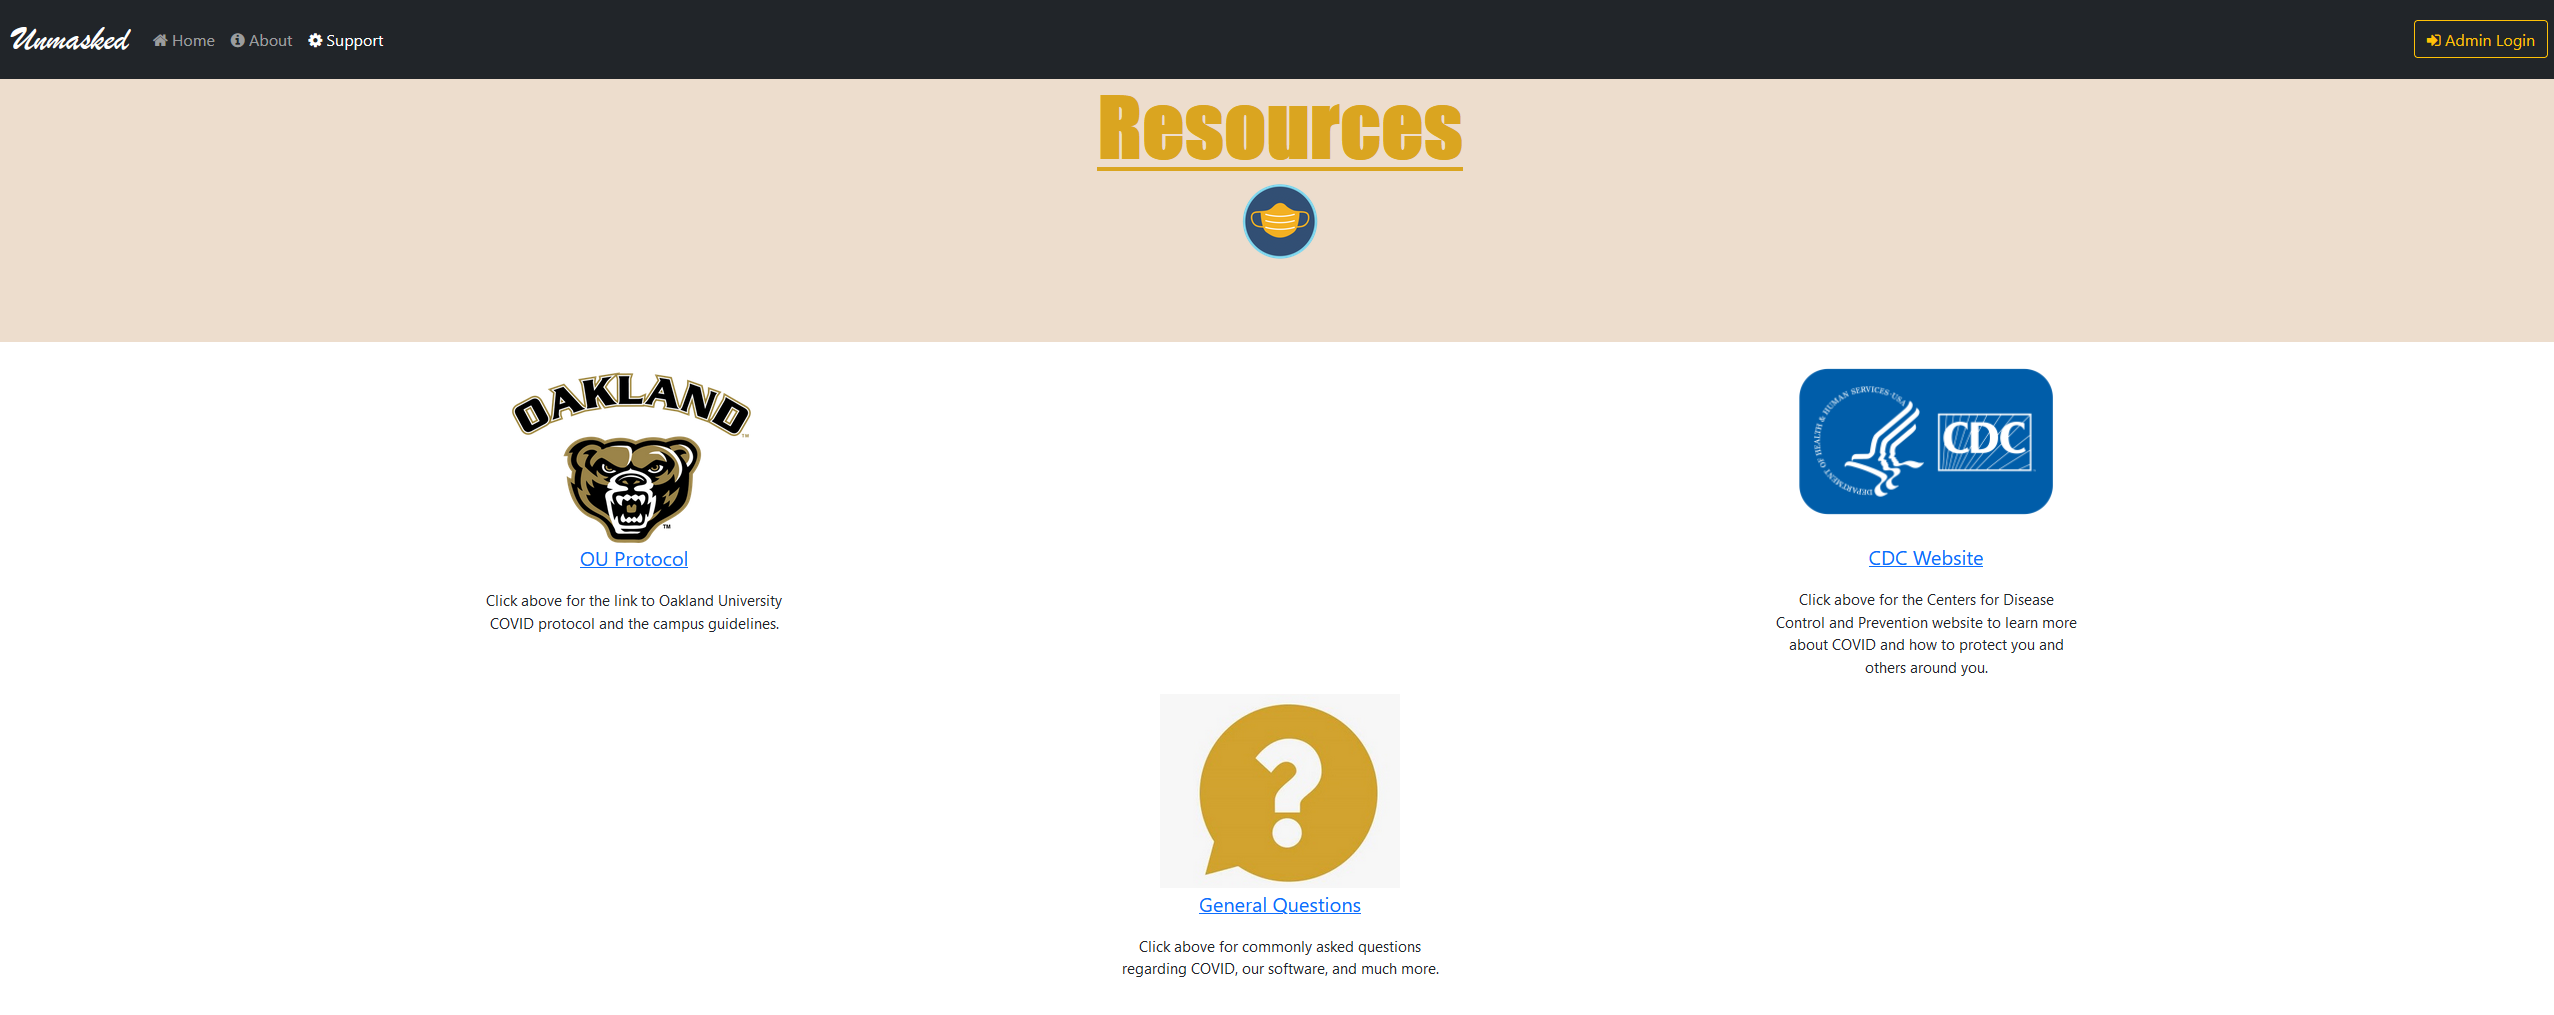 Unmasked Home About Support Admin Login
Resources
OAKLAND
TM
TM
OU Protocol
Click above for the link to Oakland University
COVID protocol and the campus guidelines.
DEPARTMENT OF HEALTH & HUMAN SERVICES·USA
CDC
CDC Website
Click above for the Centers for Disease
Control and Prevention website to learn more
about COVID and how to protect you and
others around you.
?
General Questions
Click above for commonly asked questions
regarding COVID, our software, and much more.